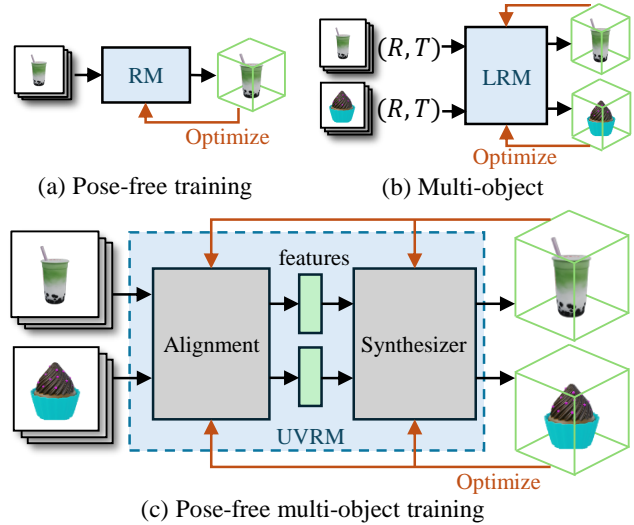 RM
Optimize
(a) Pose-free training
(R, T)
(R, T)
LRM
Optimize
(b) Multi-object
features
Alignment
Synthesizer
UVRM
Optimize
(c) Pose-free multi-object training